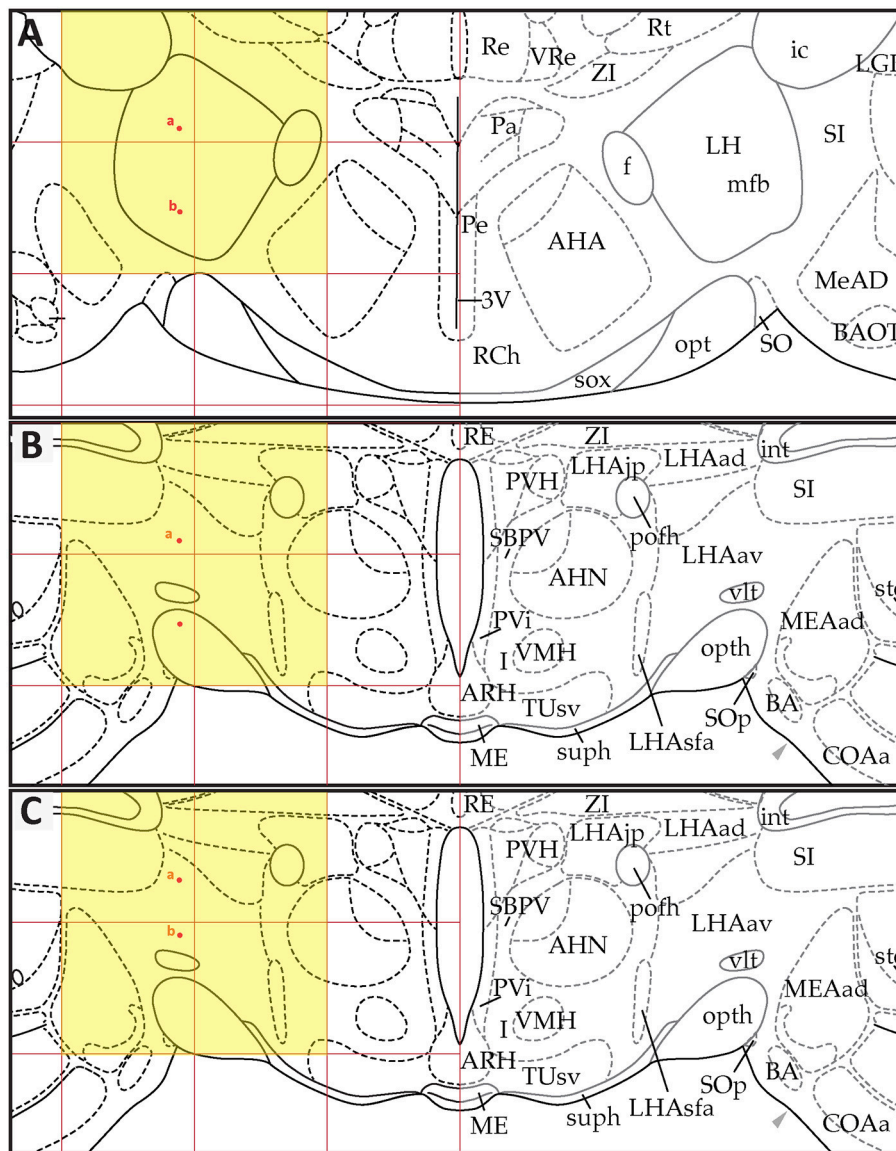 A
Re
VRe
Rt
ZI
ic
LGI
a
Pa
LH
SI
f
mfb
b
Pe
AHA
MeAD
3V
RCh
opt
SO
BAOT
sox
B
RE
ZI
int
LHAjp
LHAad
PVH
SI
pofh
a
SBPV
LHAav
AHN
vlt
PVi
MEAad
I
VMH
opth
ARH
TUsv
SOp
BA
ME
suph
LHAsfa
COAa
C
RE
ZI
int
LHAjp
LHAad
PVH
SI
a
pofh
SBPV
LHAav
b
AHN
vlt
PVi
MEAad
I
VMH
opth
ARH
TUsv
SOp
BA
ME
suph
LHAsfa
COAa